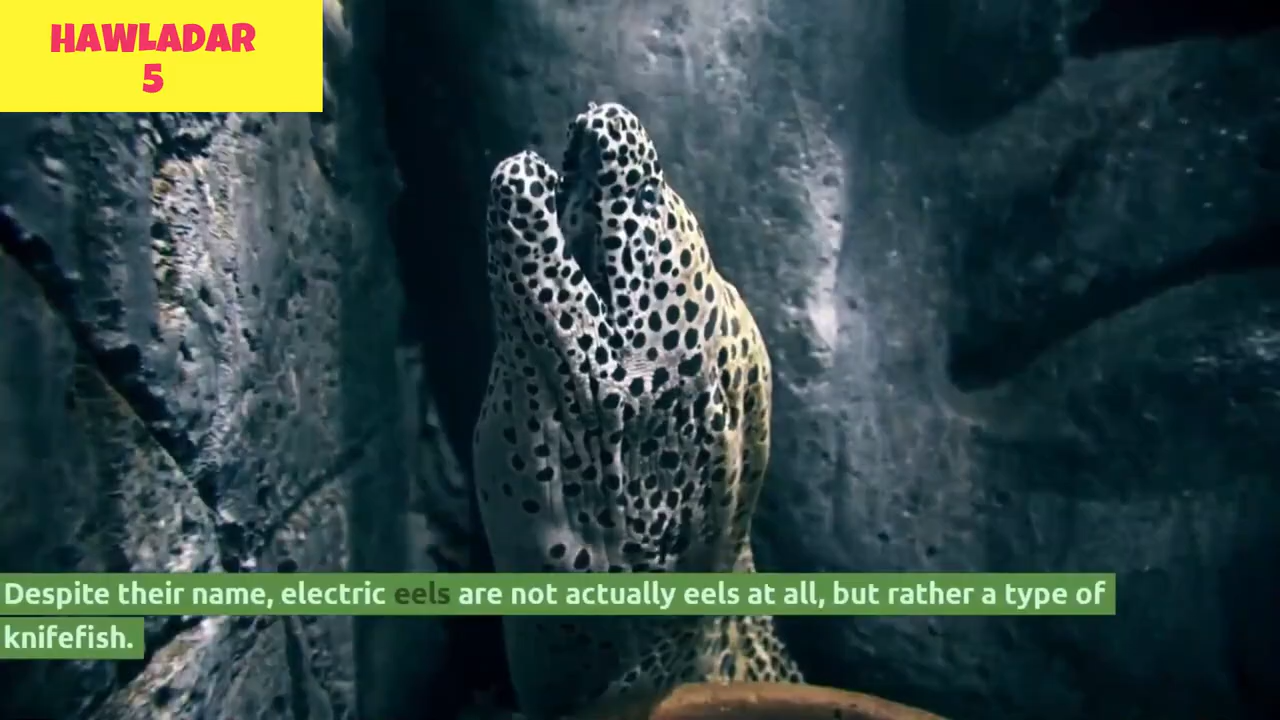 HAWLADAR
5
Despite their name, electric eels are not actually eels at all, but rather a type of
knifefish.